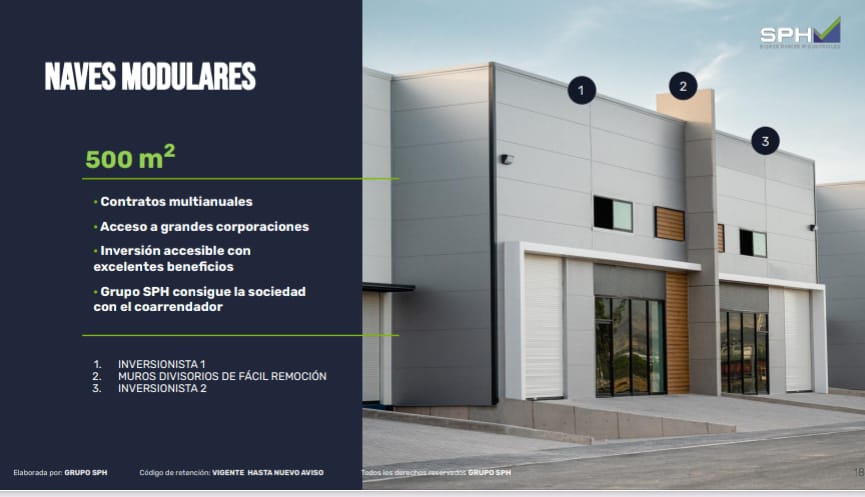 NAVES MODULARES
500 m²
• Contratos multianuales
• Acceso a grandes corporaciones
• Inversión accesible con
excelentes beneficios
• Grupo SPH consigue la sociedad
con el coarrendador
1. INVERSIONISTA 1
2. MUROS DIVISORIOS DE FÁCIL REMOCIÓN
3. INVERSIONISTA 2
SPH
1
2
3
Elaborada por: GRUPO SPH Código de retención: VIGENTE HASTA NUEVO AVISO Todos los derechos reservados GRUPO SPH 18